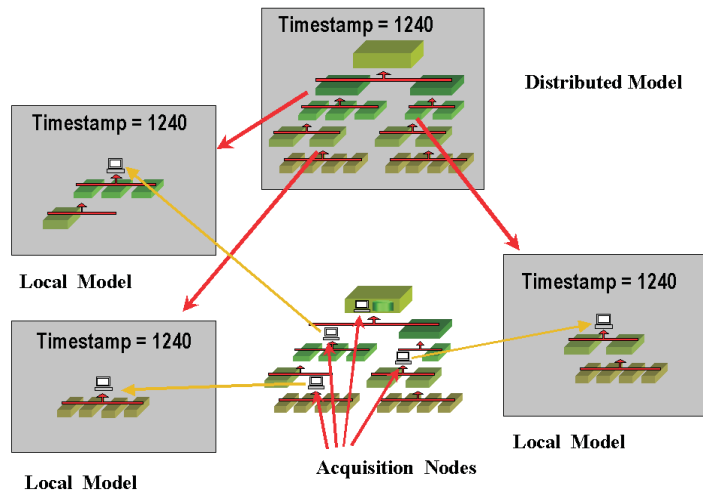 Timestamp = 1240
Distributed Model
Timestamp = 1240
Local Model
Timestamp = 1240
Local Model
Timestamp = 1240
Local Model
Acquisition Nodes